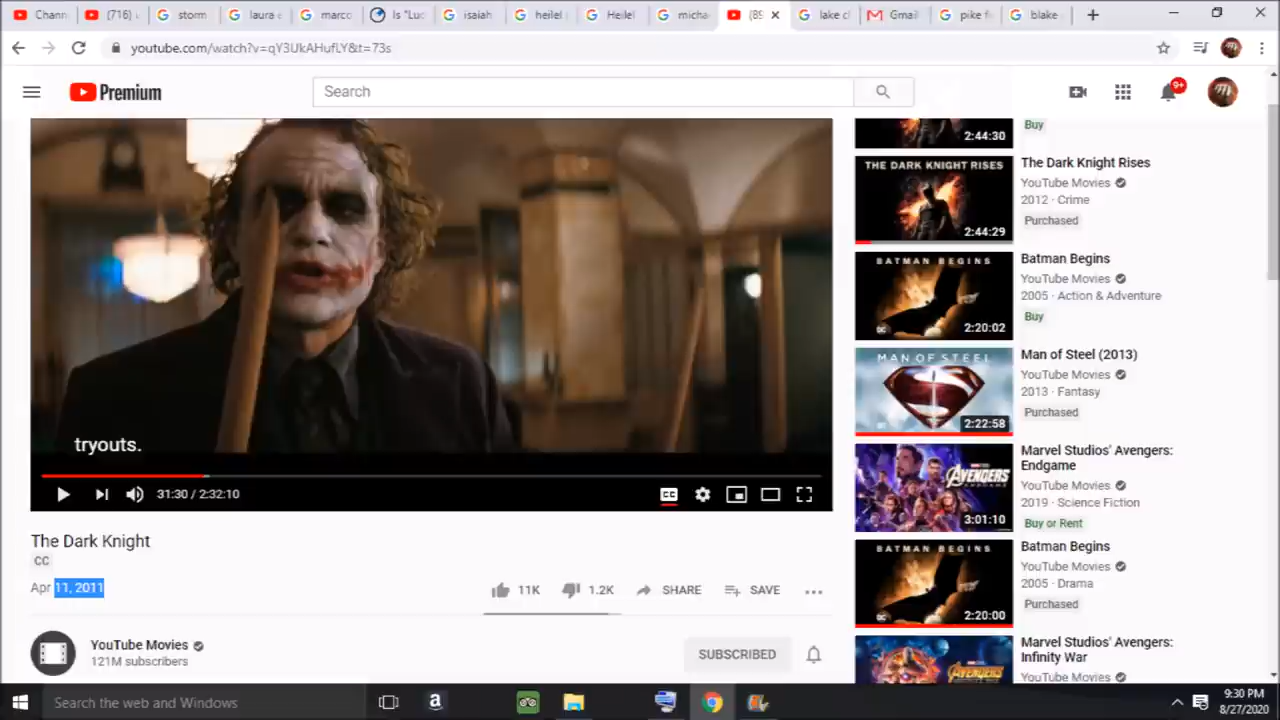 Chann
(716)
storm
laura e
marco
Is "Luc
isaiah
heilel
Heilel
micha
(89
lake cl
Gmail
pike f
blake
youtube.com/watch?v=qY3UkAHufLY&t=73s
Premium
Search
9+
tryouts.
31:30 / 2:32:10
CC
The Dark Knight
CC
Apr 11, 2011
11K
1.2K
SHARE
SAVE
YouTube Movies
121M subscribers
SUBSCRIBED
2:44:30
Buy
THE DARK KNIGHT RISES
2:44:29
The Dark Knight Rises
YouTube Movies
2012 · Crime
Purchased
BATMAN BEGINS
DC
2:20:02
Batman Begins
YouTube Movies
2005 · Action & Adventure
Buy
MAN OF STEEL
2:22:58
Man of Steel (2013)
YouTube Movies
2013 · Fantasy
Purchased
AVENGERS
ENDGAME
3:01:10
Marvel Studios' Avengers:
Endgame
YouTube Movies
2019 · Science Fiction
Buy or Rent
BATMAN BEGINS
DC
2:20:00
Batman Begins
YouTube Movies
2005 · Drama
Purchased
AVENGERS
Marvel Studios' Avengers:
Infinity War
YouTube Movies
Search the web and Windows
9:30 PM
8/27/2020